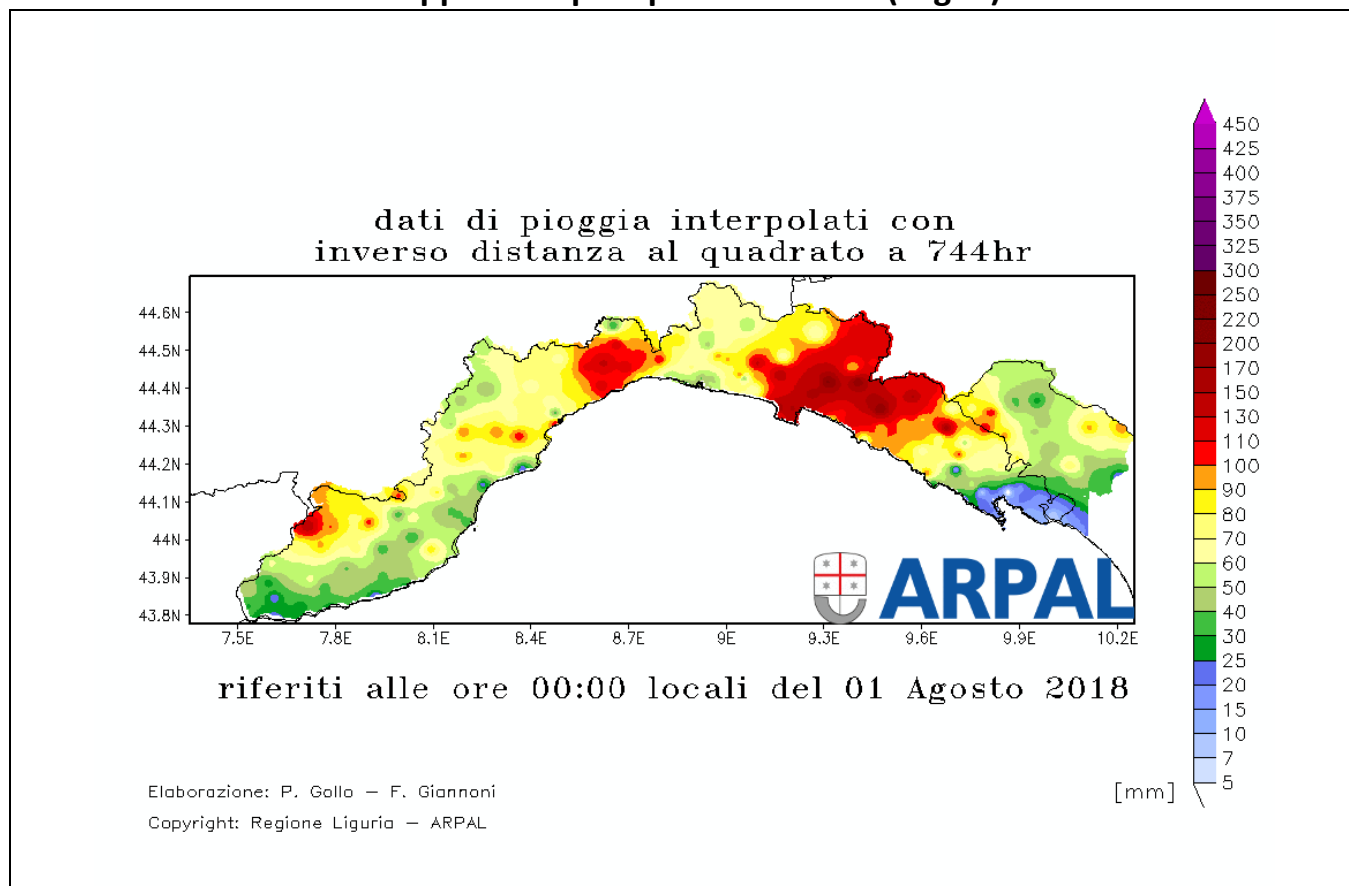 dati di pioggia interpolati con
inverso distanza al quadrato a 744hr
44.6N
44.5N
44.4N
44.3N
44.2N
44.1N
44N
43.9N
43.8N
7.5E 7.8E 8.1E 8.4E 8.7E 9E 9.3E 9.6E 9.9E 10.2E
ARPAL
riferiti alle ore 00:00 locali del 01 Agosto 2018
450
425
400
375
350
325
300
250
220
200
170
150
130
110
100
90
80
70
60
50
40
30
25
20
15
10
7
5
[mm]
Elaborazione: P. Gollo – F. Giannoni
Copyright: Regione Liguria – ARPAL